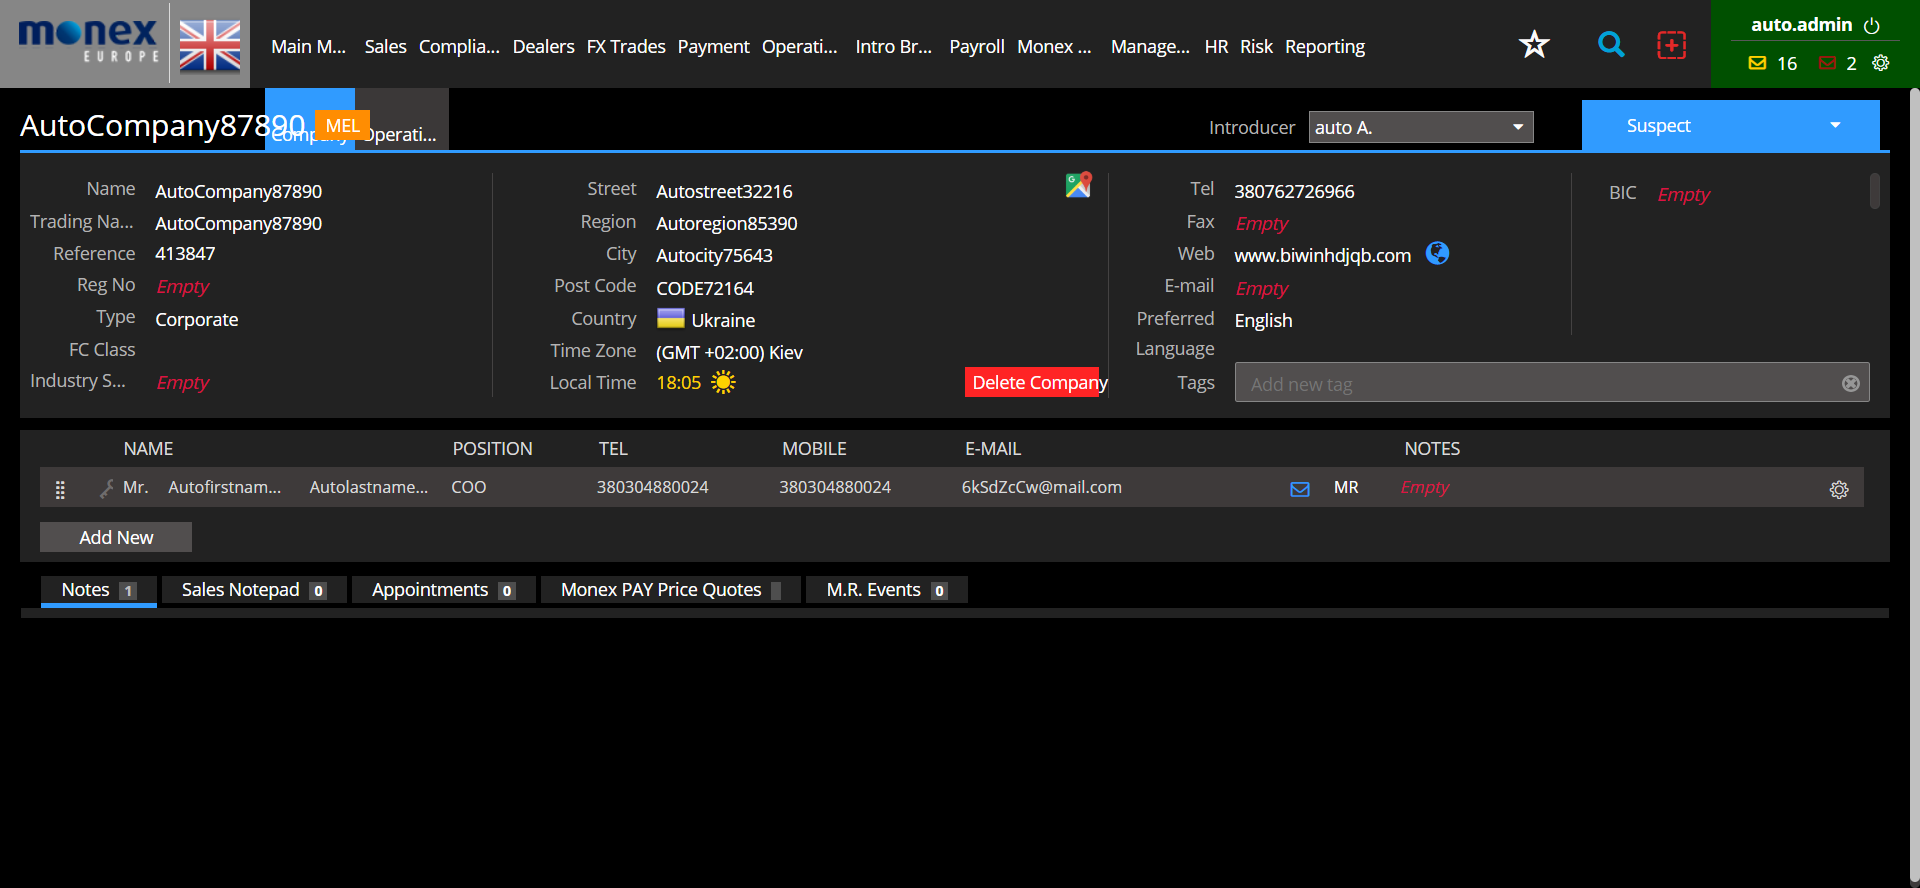 monex EUROPE Main M... Sales Complia... Dealers FX Trades Payment Operati... Intro Br... Payroll Monex ... Manage... HR Risk Reporting auto.admin
16 2
AutoCompany87890 MEL Company Operati... Introducer auto A. Suspect
Name AutoCompany87890 Street Autostreet32216 Tel 380762726966 BIC Empty
Trading Na... AutoCompany87890 Region Autoregion85390 Fax Empty
Reference 413847 City Autocity75643 Web www.biwinhdjqb.com
Reg No Empty Post Code CODE72164 E-mail Empty
Type Corporate Country Ukraine Preferred Language English
FC Class Time Zone (GMT +02:00) Kiev
Industry S... Empty Local Time 18:05 Delete Company Tags Add new tag
NAME POSITION TEL MOBILE E-MAIL NOTES
Mr. Autofirstnam... Autolastname... COO 380304880024 380304880024 6kSdZcCw@mail.com MR Empty
Add New
Notes 1 Sales Notepad 0 Appointments 0 Monex PAY Price Quotes M.R. Events 0